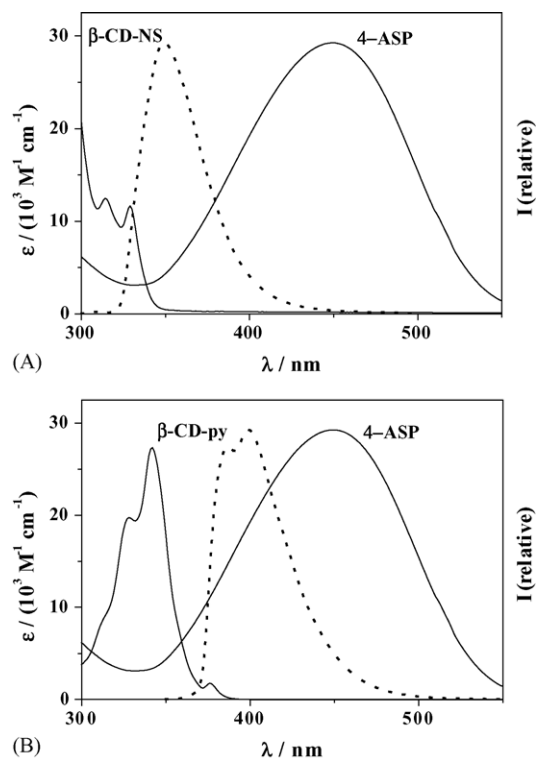 β-CD-NS
4-ASP
30
20
10
0
ε / (10³ M⁻¹ cm⁻¹)
I (relative)
300
400
500
λ / nm
(A)
β-CD-py
4-ASP
30
20
10
0
ε / (10³ M⁻¹ cm⁻¹)
I (relative)
300
400
500
λ / nm
(B)